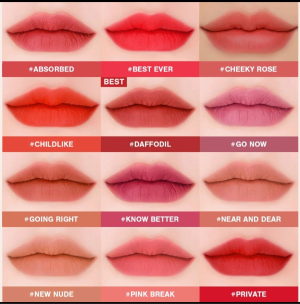 #ABSORBED
#BEST EVER
#CHEEKY ROSE
BEST
#CHILDLIKE
#DAFFODIL
#GO NOW
#GOING RIGHT
#KNOW BETTER
#NEAR AND DEAR
#NEW NUDE
#PINK BREAK
#PRIVATE